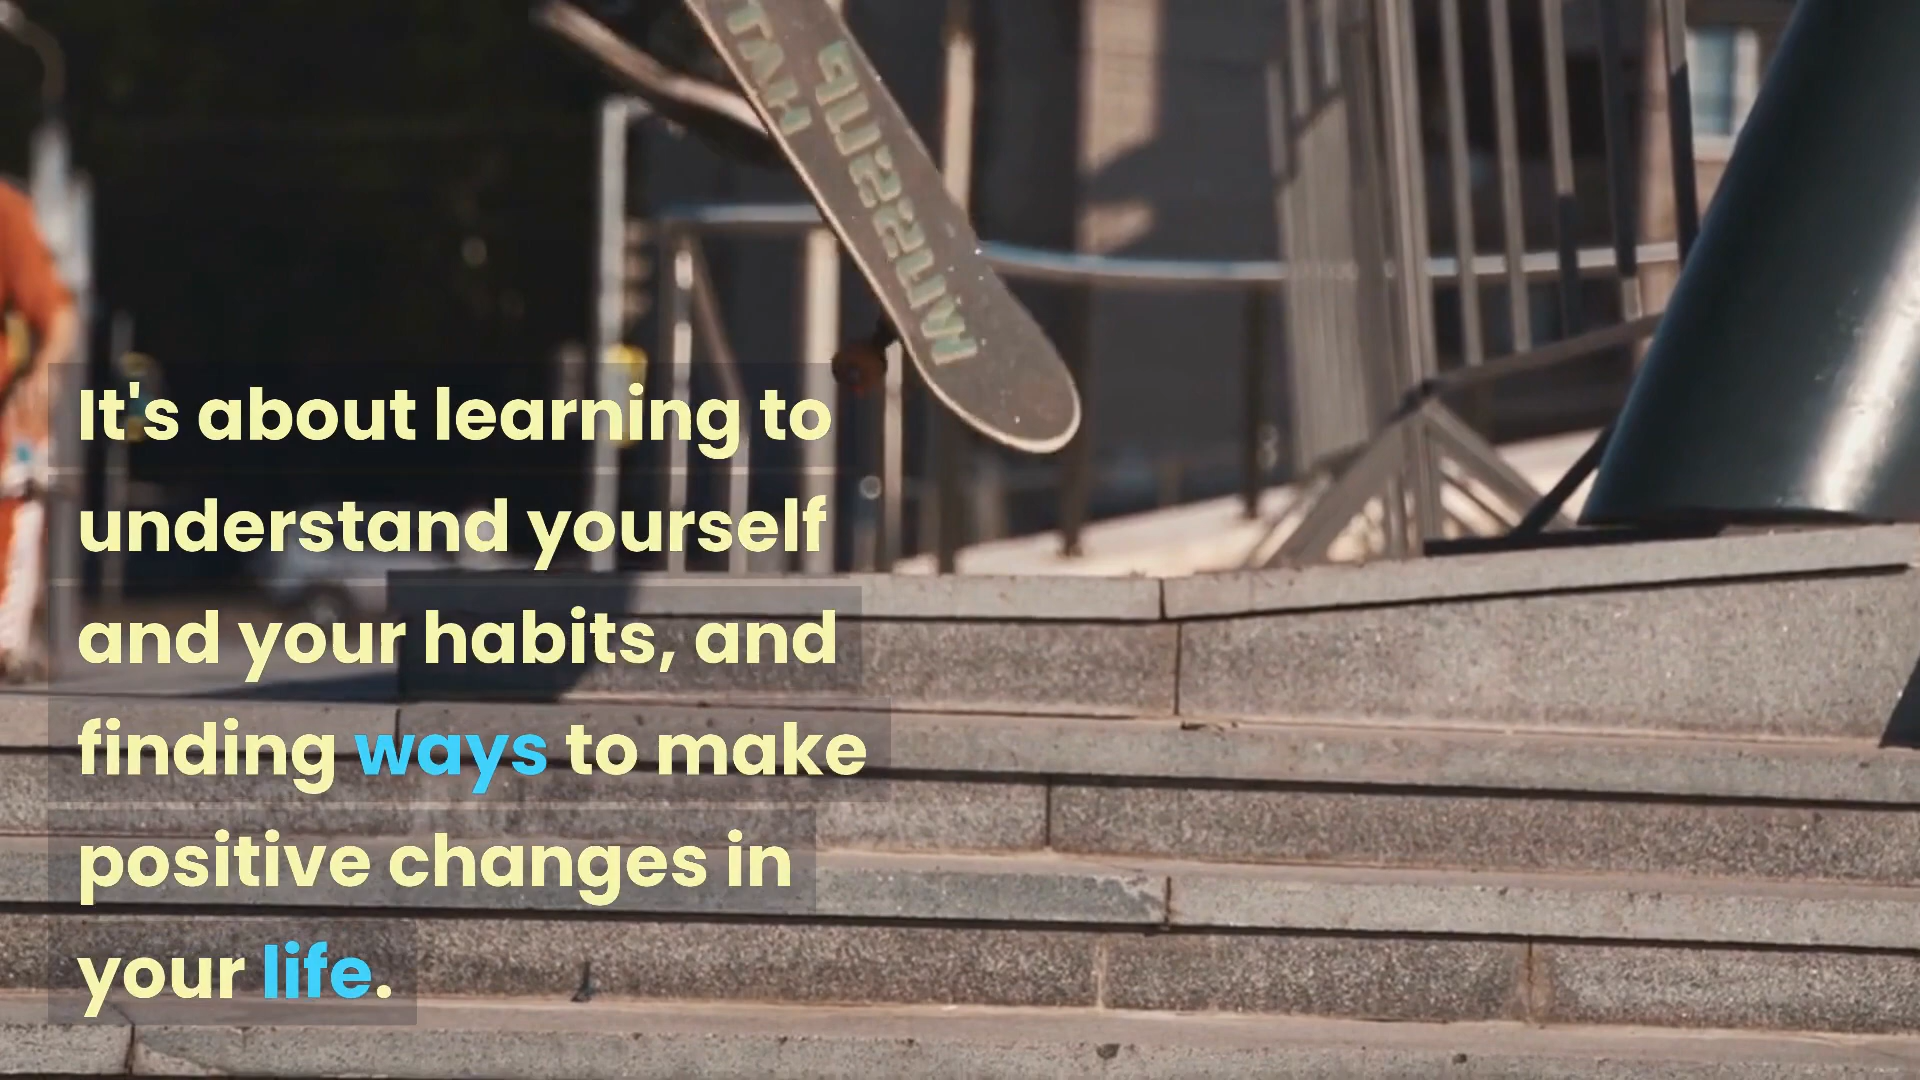 It's about learning to
understand yourself
and your habits, and
finding ways to make
positive changes in
your life.